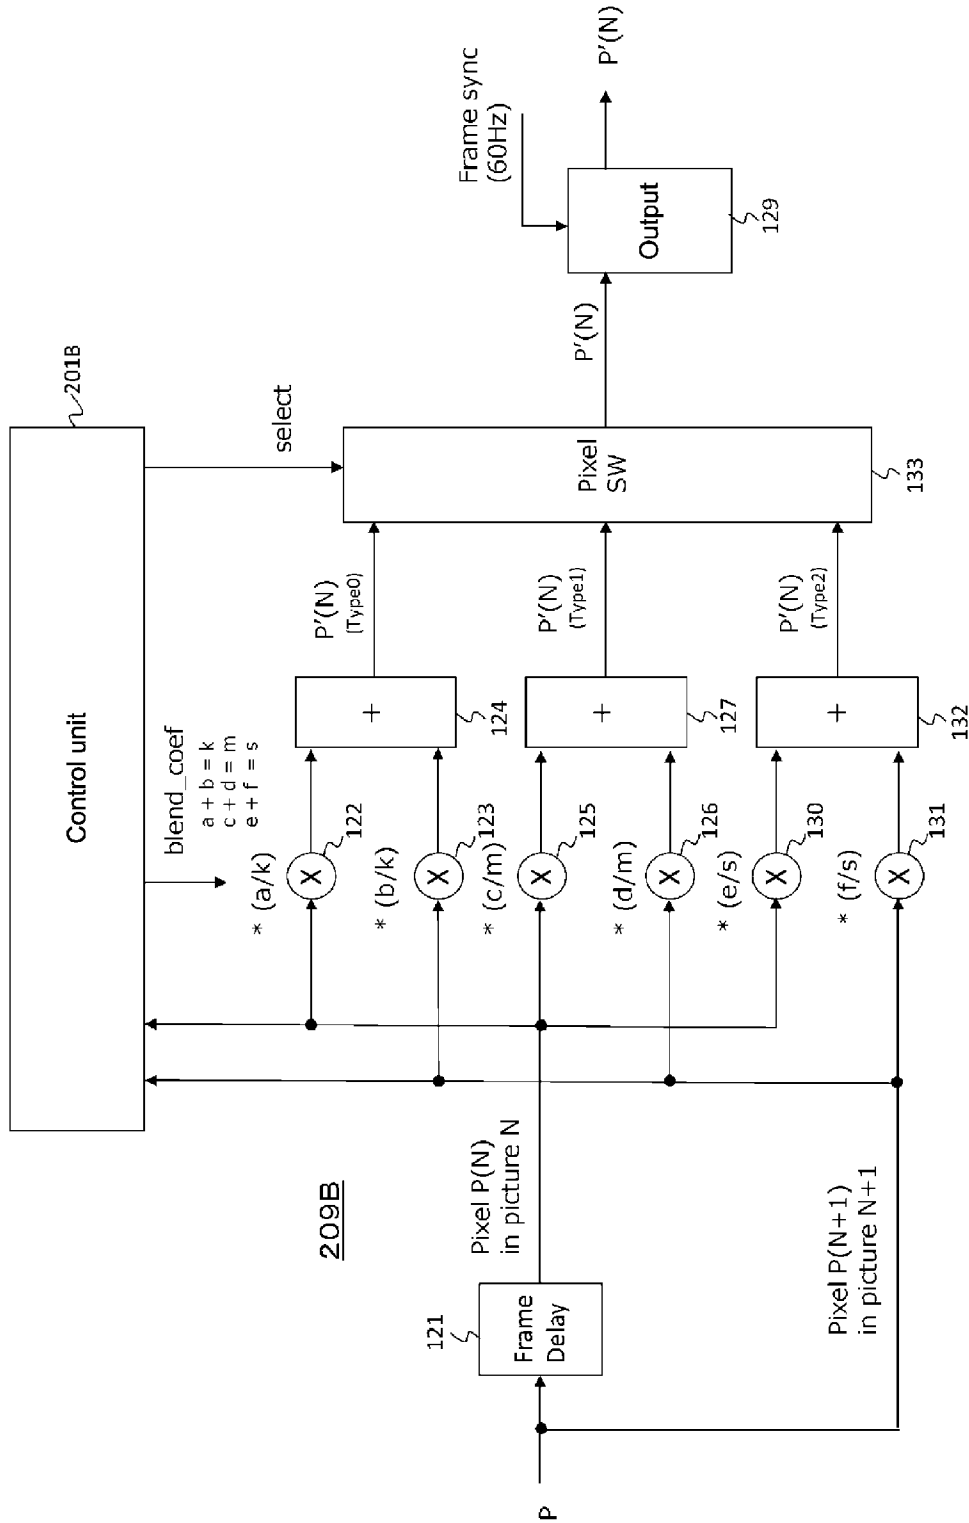 Control unit
201B
select
blend_coef
a + b = k
c + d = m
e + f = s
209B
P
121
Frame
Delay
Pixel P(N)
in picture N
Pixel P(N+1)
in picture N+1
* (a/k)
X
122
* (b/k)
X
123
* (c/m)
X
125
* (d/m)
X
126
* (e/s)
X
130
* (f/s)
X
131
+
124
+
127
+
132
P'(N)
(Type0)
P'(N)
(Type1)
P'(N)
(Type2)
Pixel
SW
133
P'(N)
Frame sync
(60Hz)
Output
129
P'(N)